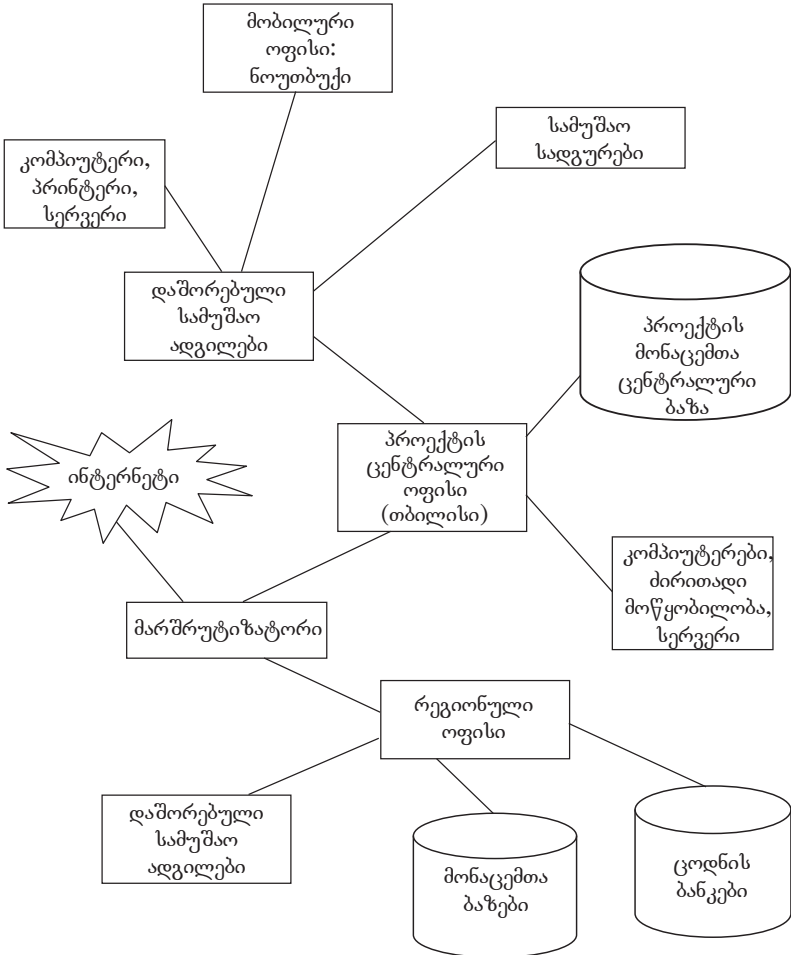 მობილური
ოფისი:
ნოუთბუქი
სამუშაო
სადგურები
კომპიუტერი,
პრინტერი,
სერვერი
დაშორებული
სამუშაო
ადგილები
პროექტის
მონაცემთა
ცენტრალური
ბაზა
პროექტის
ცენტრალური
ოფისი
(თბილისი)
ინტერნეტი
კომპიუტერები,
ძირითადი
მოწყობილობა,
სერვერი
მარშრუტიზატორი
რეგიონული
ოფისი
დაშორებული
სამუშაო
ადგილები
მონაცემთა
ბაზები
ცოდნის
ბანკები